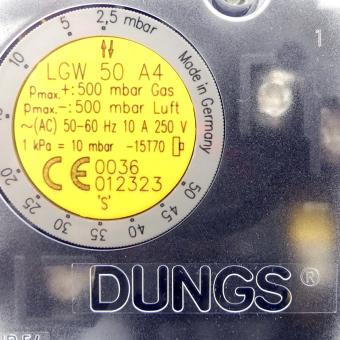 5 2,5 mbar
10
15
20
25
30
35
40
45
50
Made in Germany
LGW 50 A4
pmax.+: 500 mbar Gas
pmax.-: 500 mbar Luft
~(AC) 50-60 Hz 10 A 250 V
1 kPa = 10 mbar -15T70
CE 0036
012323
'S'
DUNGS®
1